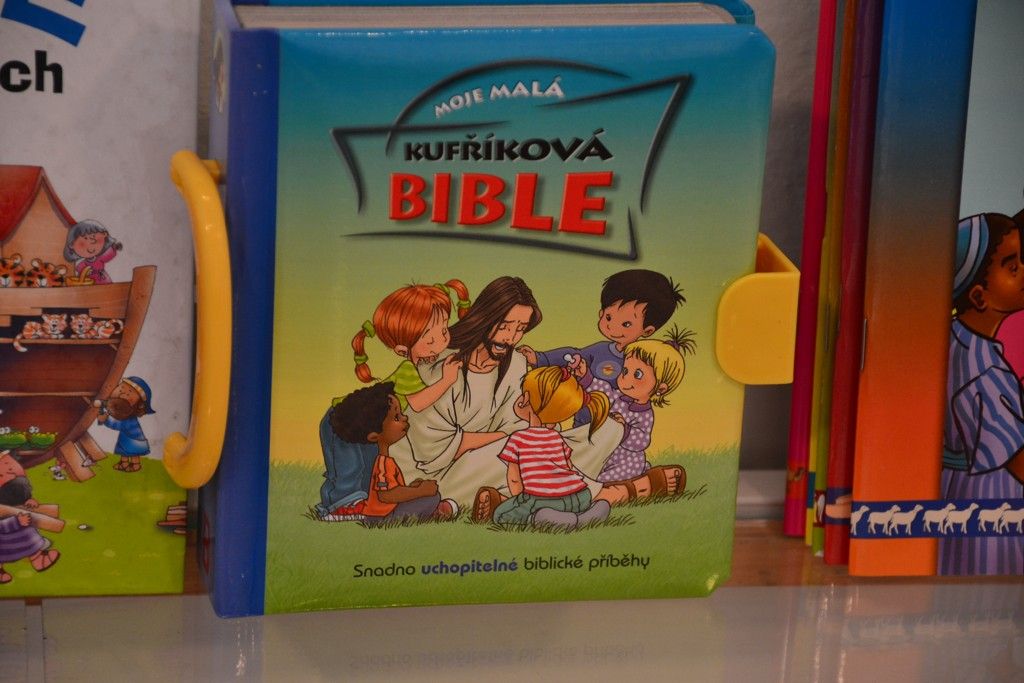 ch
MOJE MALÁ
KUFŘÍKOVÁ
BIBLE
Snadno uchopitelné biblické příběhy